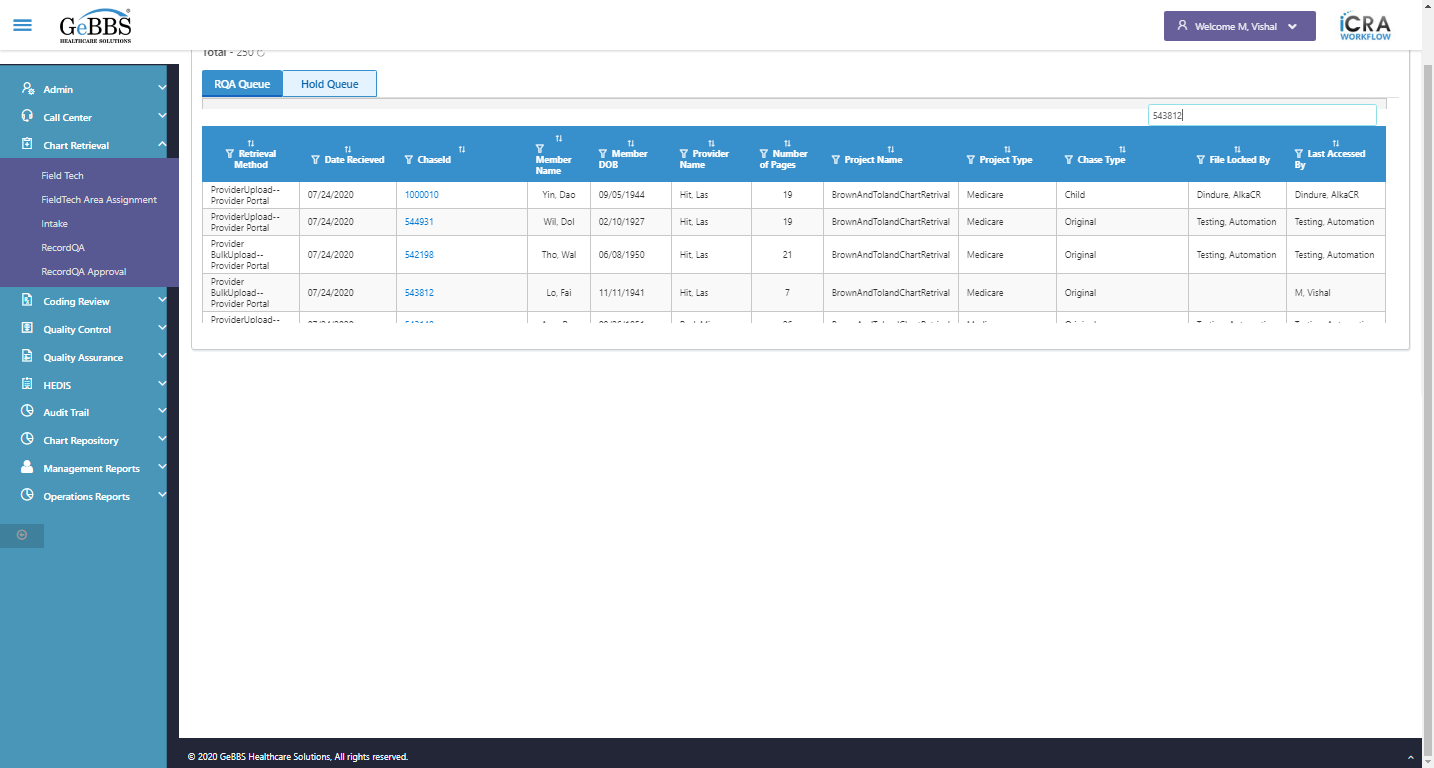 GeBBS
HEALTHCARE SOLUTIONS
Welcome M, Vishal
iCRA
WORKFLOW
Total - 250
RQA Queue
Hold Queue
543812
Admin
Call Center
Chart Retrieval
Field Tech
FieldTech Area Assignment
Intake
RecordQA
RecordQA Approval
Coding Review
Quality Control
Quality Assurance
HEDIS
Audit Trail
Chart Repository
Management Reports
Operations Reports
Retrieval Method Date Recieved ChaseId Member Name Member DOB Provider Name Number of Pages Project Name Project Type Chase Type File Locked By Last Accessed By
ProviderUpload--Provider Portal 07/24/2020 1000010 Yin, Dao 09/05/1944 Hit, Las 19 BrownAndTolandChartRetrival Medicare Child Dindure, AlkaCR Dindure, AlkaCR
ProviderUpload--Provider Portal 07/24/2020 544931 Wil, Dol 02/10/1927 Hit, Las 19 BrownAndTolandChartRetrival Medicare Original Testing, Automation Testing, Automation
Provider BulkUpload--Provider Portal 07/24/2020 542198 Tho, Wal 06/08/1950 Hit, Las 21 BrownAndTolandChartRetrival Medicare Original Testing, Automation Testing, Automation
Provider BulkUpload--Provider Portal 07/24/2020 543812 Lo, Fai 11/11/1941 Hit, Las 7 BrownAndTolandChartRetrival Medicare Original M, Vishal
ProviderUpload--
© 2020 GeBBS Healthcare Solutions, All rights reserved.